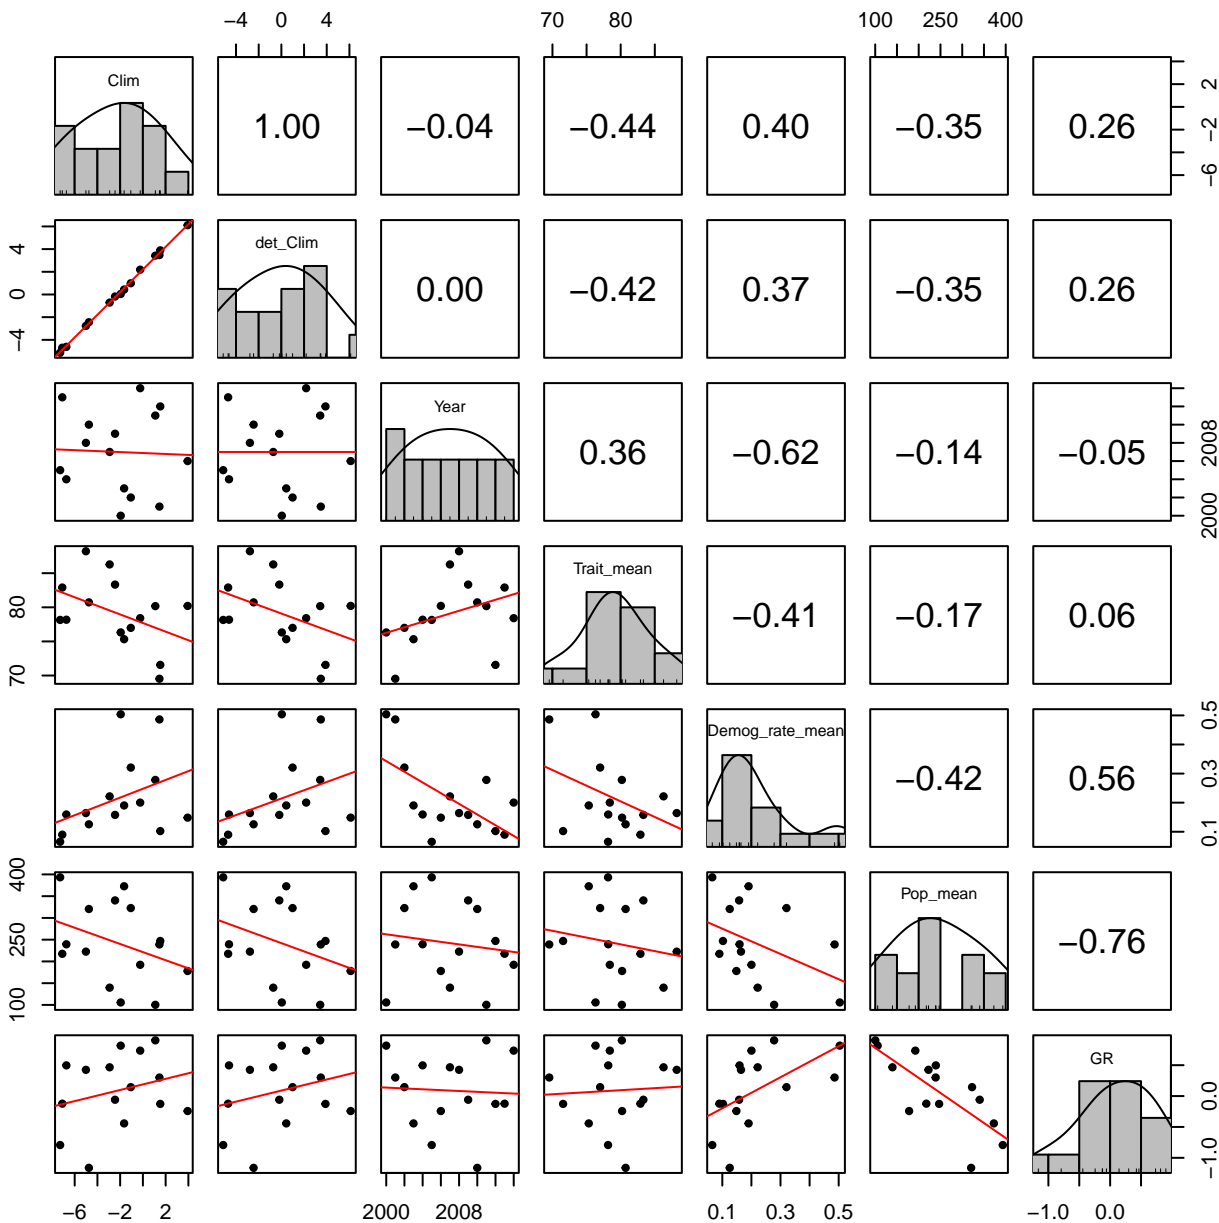 −4 0 4 70 80 100 250 400
Clim 1.00 −0.04 −0.44 0.40 −0.35 0.26 −6 −2 2
−4 0 4 det_Clim 0.00 −0.42 0.37 −0.35 0.26
Year 0.36 −0.62 −0.14 −0.05 2000 2008
70 80 Trait_mean −0.41 −0.17 0.06
Demog_rate_mean −0.42 0.56 0.1 0.3 0.5
100 250 400 Pop_mean −0.76
GR −1.0 0.0
−6 −2 2 2000 2008 0.1 0.3 0.5 −1.0 0.0